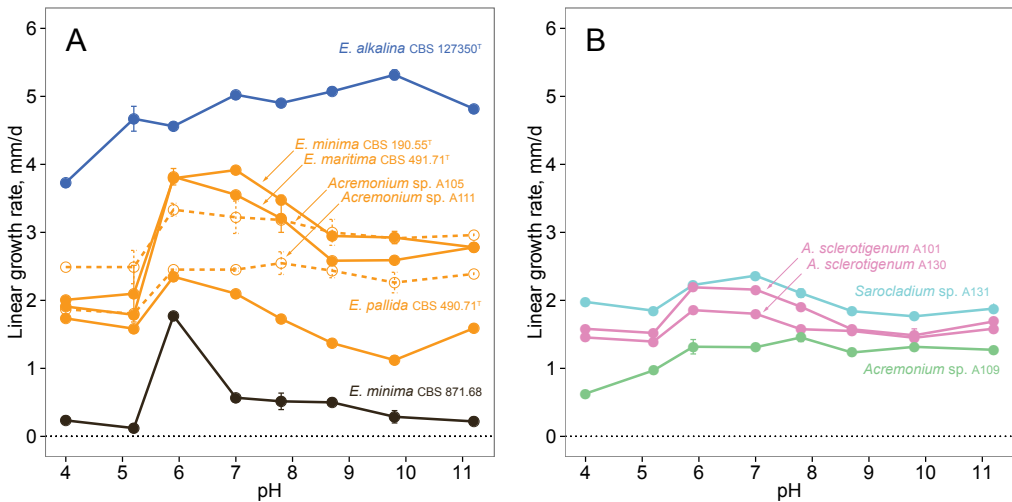 A
Linear growth rate, mm/d
6
5
4
3
2
1
0
E. alkalina CBS 127350ᵀ
E. minima CBS 190.55ᵀ
E. maritima CBS 491.71ᵀ
Acremonium sp. A105
Acremonium sp. A111
E. pallida CBS 490.71ᵀ
E. minima CBS 871.68
4 5 6 7 8 9 10 11
pH
B
Linear growth rate, mm/d
6
5
4
3
2
1
0
A. sclerotigenum A101
A. sclerotigenum A130
Sarocladium sp. A131
Acremonium sp. A109
4 5 6 7 8 9 10 11
pH